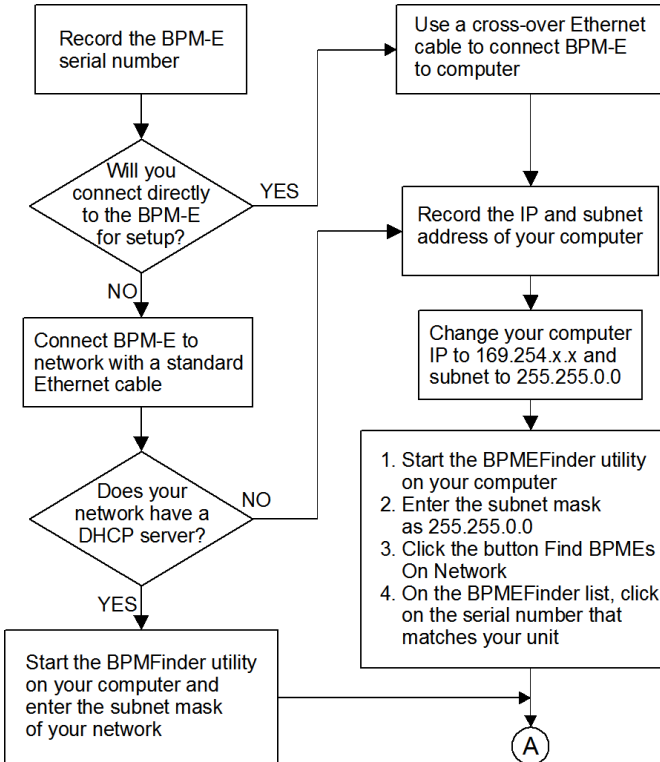 Record the BPM-E
serial number
Will you
connect directly
to the BPM-E
for setup?
YES
NO
Connect BPM-E to
network with a standard
Ethernet cable
Does your
network have a
DHCP server?
NO
YES
Start the BPMFinder utility
on your computer and
enter the subnet mask
of your network
Use a cross-over Ethernet
cable to connect BPM-E
to computer
Record the IP and subnet
address of your computer
Change your computer
IP to 169.254.x.x and
subnet to 255.255.0.0
1. Start the BPMEFinder utility
on your computer
2. Enter the subnet mask
as 255.255.0.0
3. Click the button Find BPMEs
On Network
4. On the BPMEFinder list, click
on the serial number that
matches your unit
A